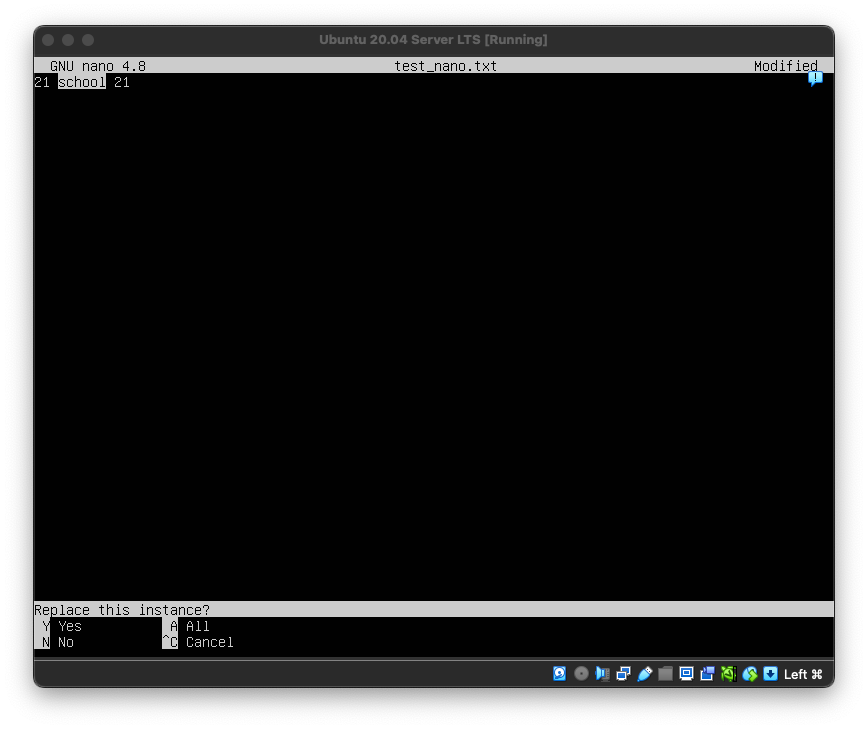 Ubuntu 20.04 Server LTS [Running]
GNU nano 4.8 test_nano.txt Modified
21 school 21
Replace this instance?
Y Yes A All
N No ^C Cancel
Left ⌘